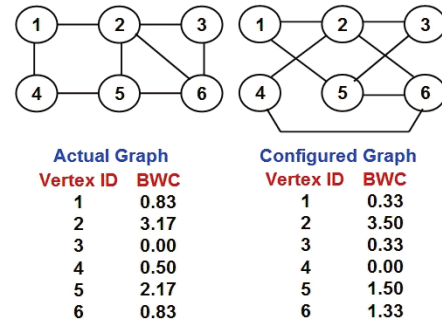 1 2 3 1 2 3
4 5 6 4 5 6
Actual Graph Configured Graph
Vertex ID BWC Vertex ID BWC
1 0.83 1 0.33
2 3.17 2 3.50
3 0.00 3 0.33
4 0.50 4 0.00
5 2.17 5 1.50
6 0.83 6 1.33